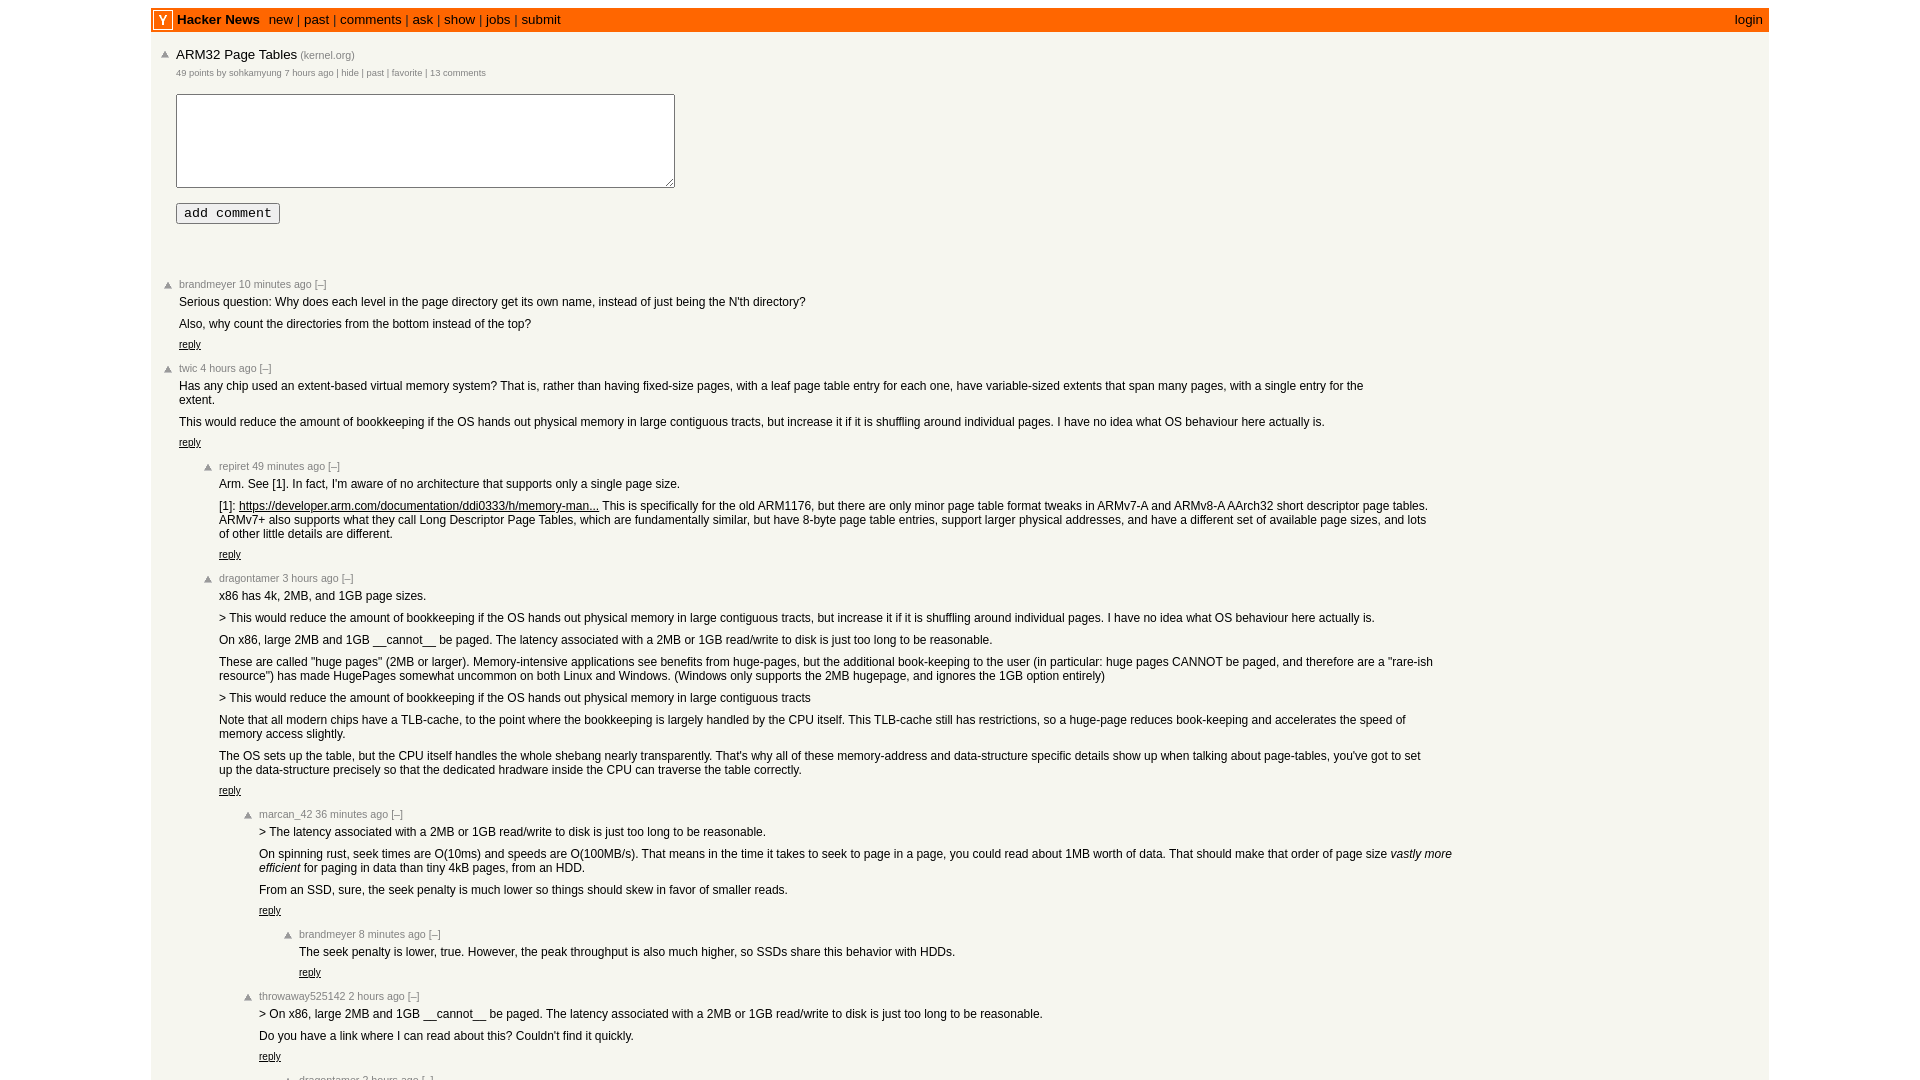 Y Hacker News new | past | comments | ask | show | jobs | submit login
ARM32 Page Tables (kernel.org)
49 points by sohkamyung 7 hours ago | hide | past | favorite | 13 comments
add comment
brandmeyer 10 minutes ago [–]
Serious question: Why does each level in the page directory get its own name, instead of just being the N'th directory?
Also, why count the directories from the bottom instead of the top?
reply
twic 4 hours ago [–]
Has any chip used an extent-based virtual memory system? That is, rather than having fixed-size pages, with a leaf page table entry for each one, have variable-sized extents that span many pages, with a single entry for the
extent.
This would reduce the amount of bookkeeping if the OS hands out physical memory in large contiguous tracts, but increase it if it is shuffling around individual pages. I have no idea what OS behaviour here actually is.
reply
repiret 49 minutes ago [–]
Arm. See [1]. In fact, I'm aware of no architecture that supports only a single page size.
[1]: https://developer.arm.com/documentation/ddi0333/h/memory-man... This is specifically for the old ARM1176, but there are only minor page table format tweaks in ARMv7-A and ARMv8-A AArch32 short descriptor page tables.
ARMv7+ also supports what they call Long Descriptor Page Tables, which are fundamentally similar, but have 8-byte page table entries, support larger physical addresses, and have a different set of available page sizes, and lots
of other little details are different.
reply
dragontamer 3 hours ago [–]
x86 has 4k, 2MB, and 1GB page sizes.
> This would reduce the amount of bookkeeping if the OS hands out physical memory in large contiguous tracts, but increase it if it is shuffling around individual pages. I have no idea what OS behaviour here actually is.
On x86, large 2MB and 1GB __cannot__ be paged. The latency associated with a 2MB or 1GB read/write to disk is just too long to be reasonable.
These are called "huge pages" (2MB or larger). Memory-intensive applications see benefits from huge-pages, but the additional book-keeping to the user (in particular: huge pages CANNOT be paged, and therefore are a "rare-ish
resource") has made HugePages somewhat uncommon on both Linux and Windows. (Windows only supports the 2MB hugepage, and ignores the 1GB option entirely)
> This would reduce the amount of bookkeeping if the OS hands out physical memory in large contiguous tracts
Note that all modern chips have a TLB-cache, to the point where the bookkeeping is largely handled by the CPU itself. This TLB-cache still has restrictions, so a huge-page reduces book-keeping and accelerates the speed of
memory access slightly.
The OS sets up the table, but the CPU itself handles the whole shebang nearly transparently. That's why all of these memory-address and data-structure specific details show up when talking about page-tables, you've got to set
up the data-structure precisely so that the dedicated hradware inside the CPU can traverse the table correctly.
reply
marcan_42 36 minutes ago [–]
> The latency associated with a 2MB or 1GB read/write to disk is just too long to be reasonable.
On spinning rust, seek times are O(10ms) and speeds are O(100MB/s). That means in the time it takes to seek to page in a page, you could read about 1MB worth of data. That should make that order of page size vastly more
efficient for paging in data than tiny 4kB pages, from an HDD.
From an SSD, sure, the seek penalty is much lower so things should skew in favor of smaller reads.
reply
brandmeyer 8 minutes ago [–]
The seek penalty is lower, true. However, the peak throughput is also much higher, so SSDs share this behavior with HDDs.
reply
throwaway525142 2 hours ago [–]
> On x86, large 2MB and 1GB __cannot__ be paged. The latency associated with a 2MB or 1GB read/write to disk is just too long to be reasonable.
Do you have a link where I can read about this? Couldn't find it quickly.
reply
dragontamer 2 hours ago [–]